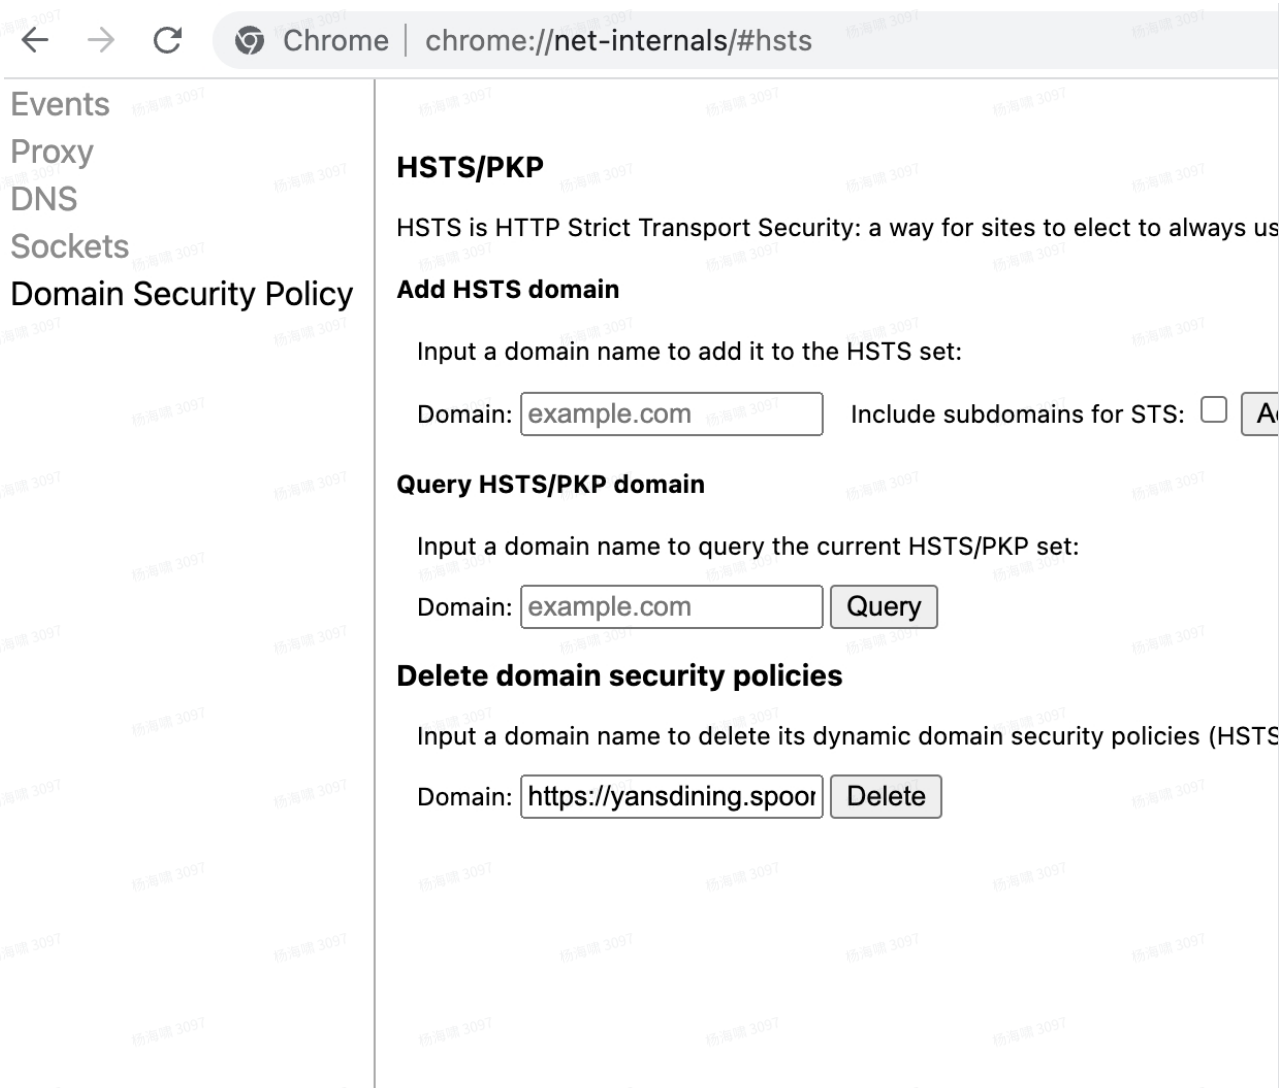 Chrome | chrome://net-internals/#hsts
Events
Proxy
DNS
Sockets
Domain Security Policy
HSTS/PKP
HSTS is HTTP Strict Transport Security: a way for sites to elect to always us
Add HSTS domain
Input a domain name to add it to the HSTS set:
Domain: example.com Include subdomains for STS:
Query HSTS/PKP domain
Input a domain name to query the current HSTS/PKP set:
Domain: example.com Query
Delete domain security policies
Input a domain name to delete its dynamic domain security policies (HSTS
Domain: https://yansdining.spoor Delete
杨海啸 3097